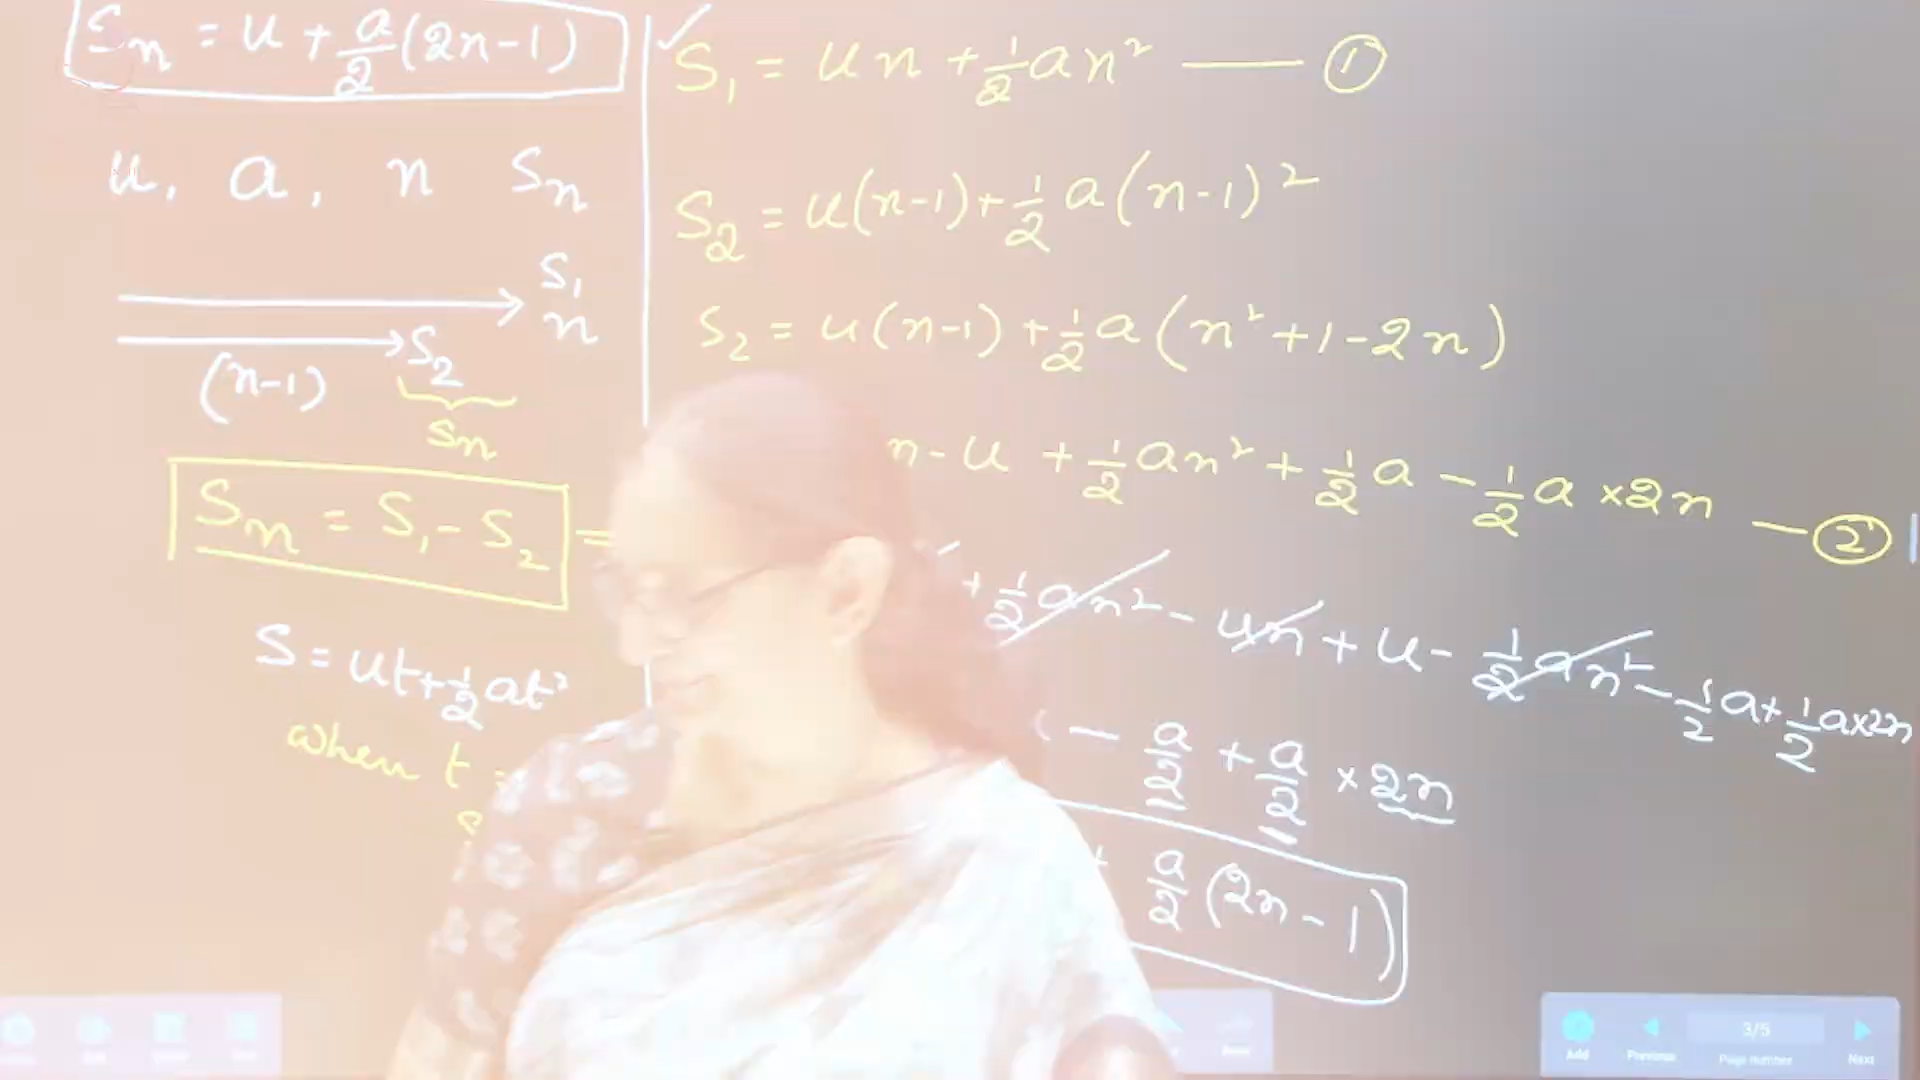 Sn = u + a/2 (2n-1)
u, a, n Sn
S₁
n
S₂
(n-1)
Sn
Sn = S₁ - S₂ =
S = ut + 1/2 at²
when t
S₁ = un + 1/2 an² — ①
S₂ = u(n-1) + 1/2 a(n-1)²
S₂ = u(n-1) + 1/2 a(n²+1-2n)
n - u + 1/2 an² + 1/2 a - 1/2 a × 2n — ②
+ 1/2 an² - un + u - 1/2 an² - 1/2 a + 1/2 a×2n
- a/2 + a/2 × 2n
+ a/2 (2n - 1)
Add
Previous
3/5
Page number
Next